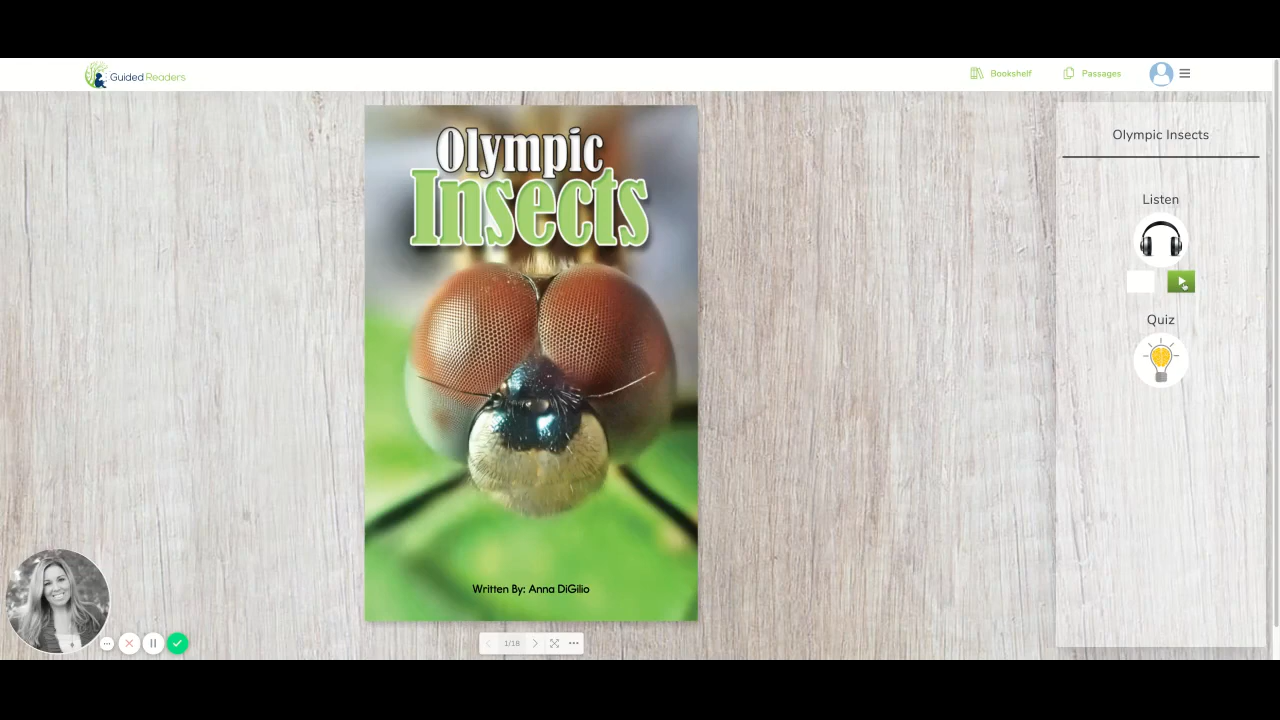 Guided Readers
Bookshelf
Passages
Olympic
Insects
Written By: Anna DiGilio
Olympic Insects
Listen
Quiz
1/18